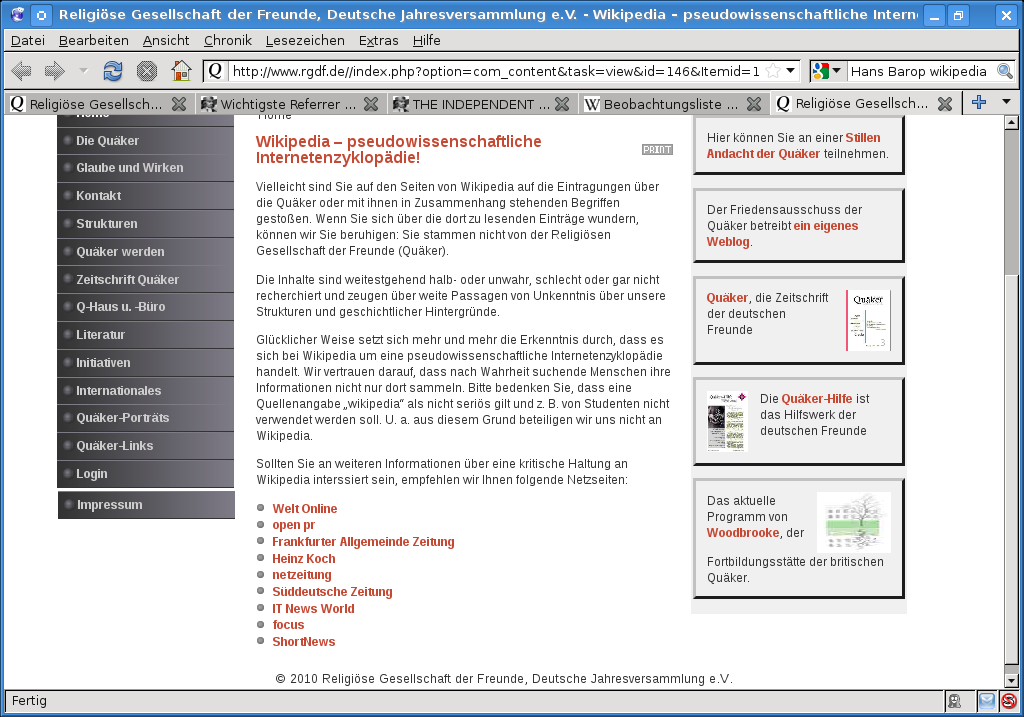 Religiöse Gesellschaft der Freunde, Deutsche Jahresversammlung e.V. - Wikipedia – pseudowissenschaftliche Intern
Datei Bearbeiten Ansicht Chronik Lesezeichen Extras Hilfe
Q http://www.rgdf.de//index.php?option=com_content&task=view&id=146&Itemid=1 Hans Barop wikipedia
Q Religiöse Gesellsch... Wichtigste Referrer ... THE INDEPENDENT ... W Beobachtungsliste ... Q Religiöse Gesellsch...
Home
Die Quäker
Glaube und Wirken
Kontakt
Strukturen
Quäker werden
Zeitschrift Quäker
Q-Haus u. -Büro
Literatur
Initiativen
Internationales
Quäker-Porträts
Quäker-Links
Login
Impressum
Home
Wikipedia – pseudowissenschaftliche
Internetenzyklopädie!
PRINT
Vielleicht sind Sie auf den Seiten von Wikipedia auf die Eintragungen über
die Quäker oder mit ihnen in Zusammenhang stehenden Begriffen
gestoßen. Wenn Sie sich über die dort zu lesenden Einträge wundern,
können wir Sie beruhigen: Sie stammen nicht von der Religiösen
Gesellschaft der Freunde (Quäker).
Die Inhalte sind weitestgehend halb- oder unwahr, schlecht oder gar nicht
recherchiert und zeugen über weite Passagen von Unkenntnis über unsere
Strukturen und geschichtlicher Hintergründe.
Glücklicher Weise setzt sich mehr und mehr die Erkenntnis durch, dass es
sich bei Wikipedia um eine pseudowissenschaftliche Internetenzyklopädie
handelt. Wir vertrauen darauf, dass nach Wahrheit suchende Menschen ihre
Informationen nicht nur dort sammeln. Bitte bedenken Sie, dass eine
Quellenangabe „wikipedia“ als nicht seriös gilt und z. B. von Studenten nicht
verwendet werden soll. U. a. aus diesem Grund beteiligen wir uns nicht an
Wikipedia.
Sollten Sie an weiteren Informationen über eine kritische Haltung an
Wikipedia interssiert sein, empfehlen wir Ihnen folgende Netzseiten:
Welt Online
open pr
Frankfurter Allgemeinde Zeitung
Heinz Koch
netzeitung
Süddeutsche Zeitung
IT News World
focus
ShortNews
Hier können Sie an einer Stillen
Andacht der Quäker teilnehmen.
Der Friedensausschuss der
Quäker betreibt ein eigenes
Weblog.
Quäker, die Zeitschrift
der deutschen
Freunde
Quäker
Die Quäker-Hilfe ist
das Hilfswerk der
deutschen Freunde
Das aktuelle
Programm von
Woodbrooke, der
Fortbildungsstätte der britischen
Quäker.
© 2010 Religiöse Gesellschaft der Freunde, Deutsche Jahresversammlung e.V.
Fertig